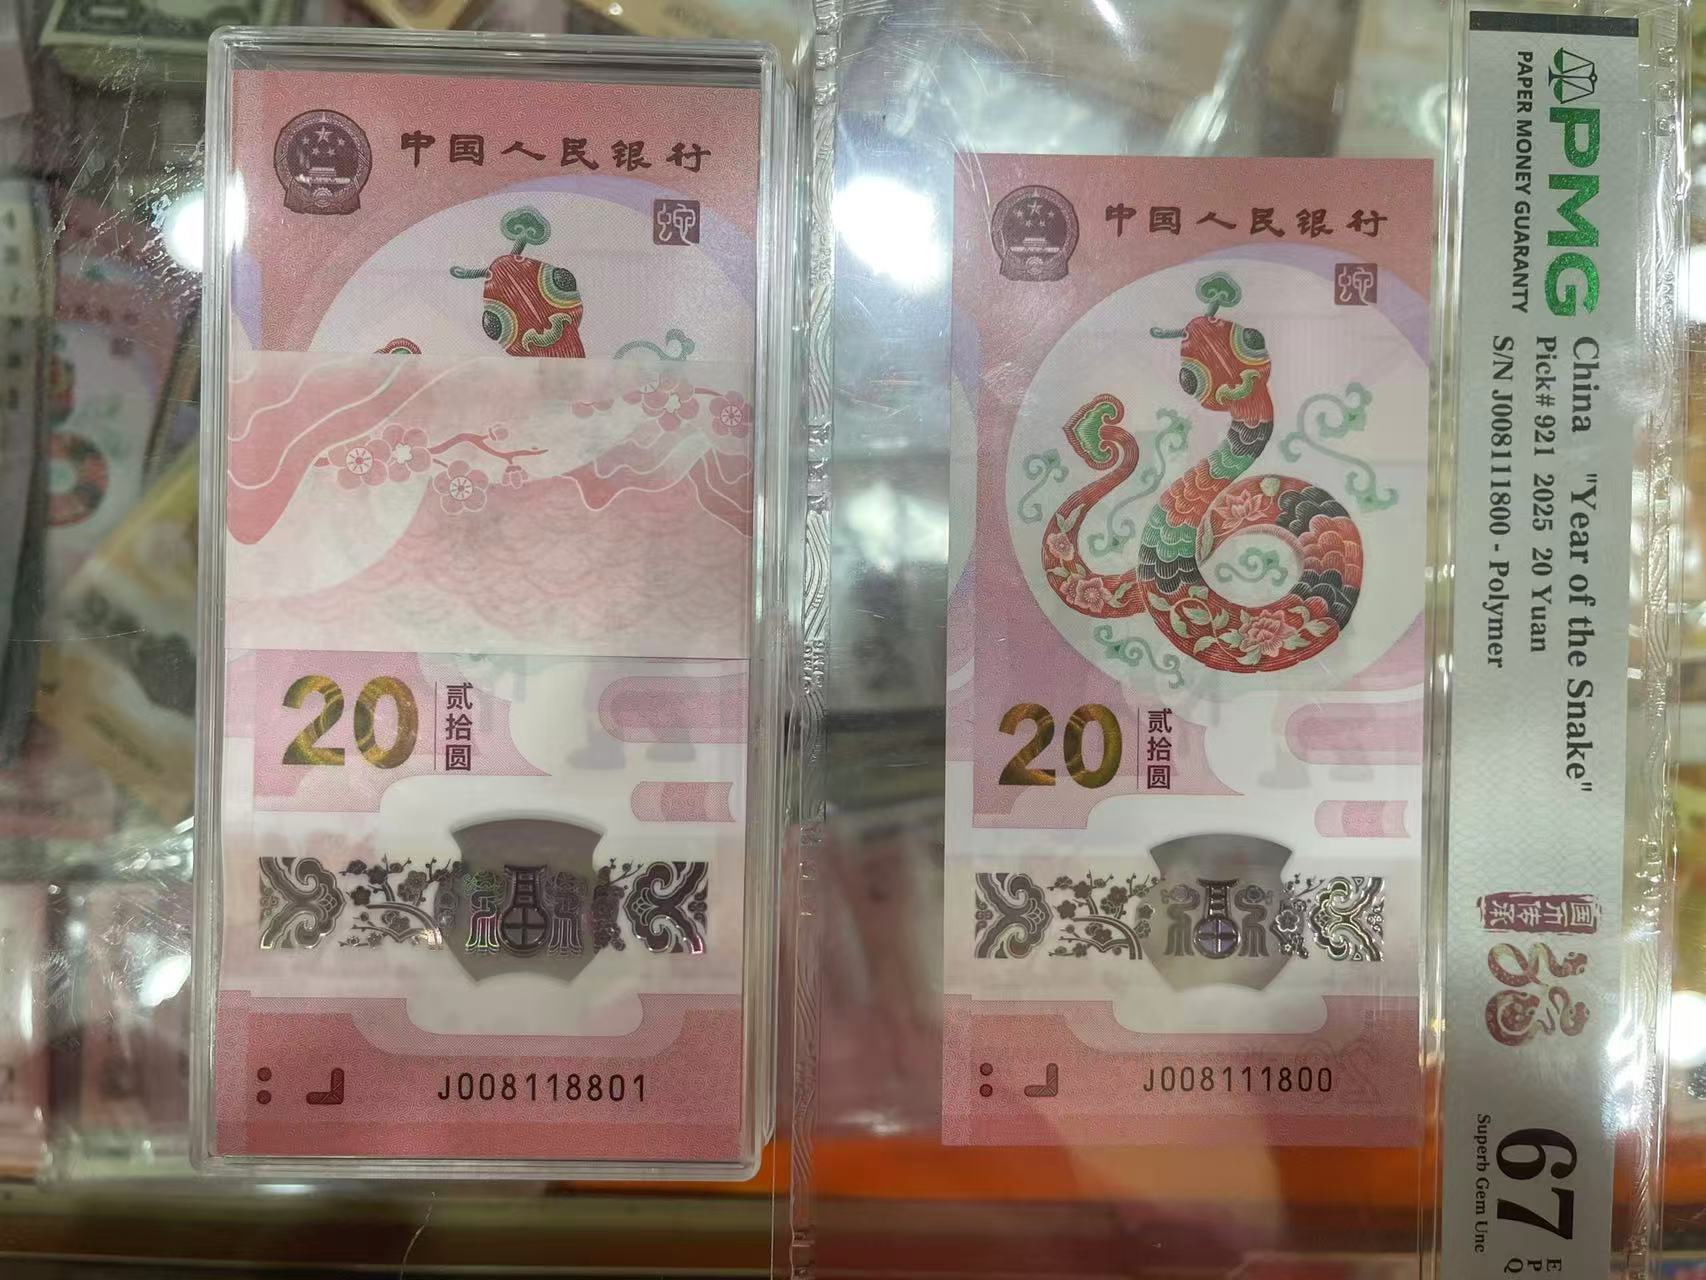 中国人民银行
蛇
20
贰拾圆
J008118801
中国人民银行
蛇
20
贰拾圆
J008111800
PMG
PAPER MONEY GUARANTY
China "Year of the Snake"
Pick# 921 2025 20 Yuan
S/N J008111800 - Polymer
67
EPQ
Superb Gem Unc